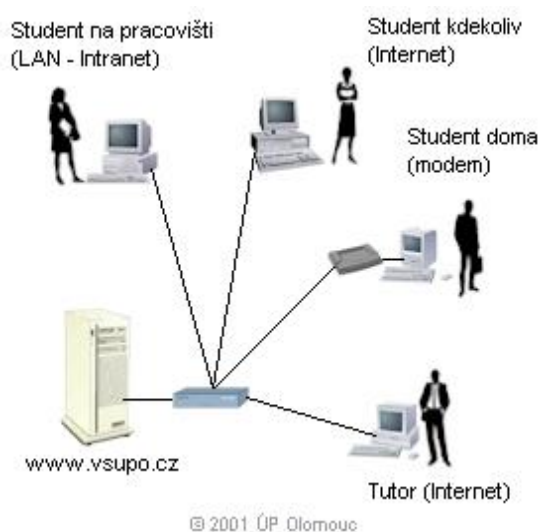 Student na pracovišti
(LAN - Intranet)
Student kdekoliv
(Internet)
Student doma
(modem)
www.vsupo.cz
Tutor (Internet)
© 2001 ÚP Olomouc